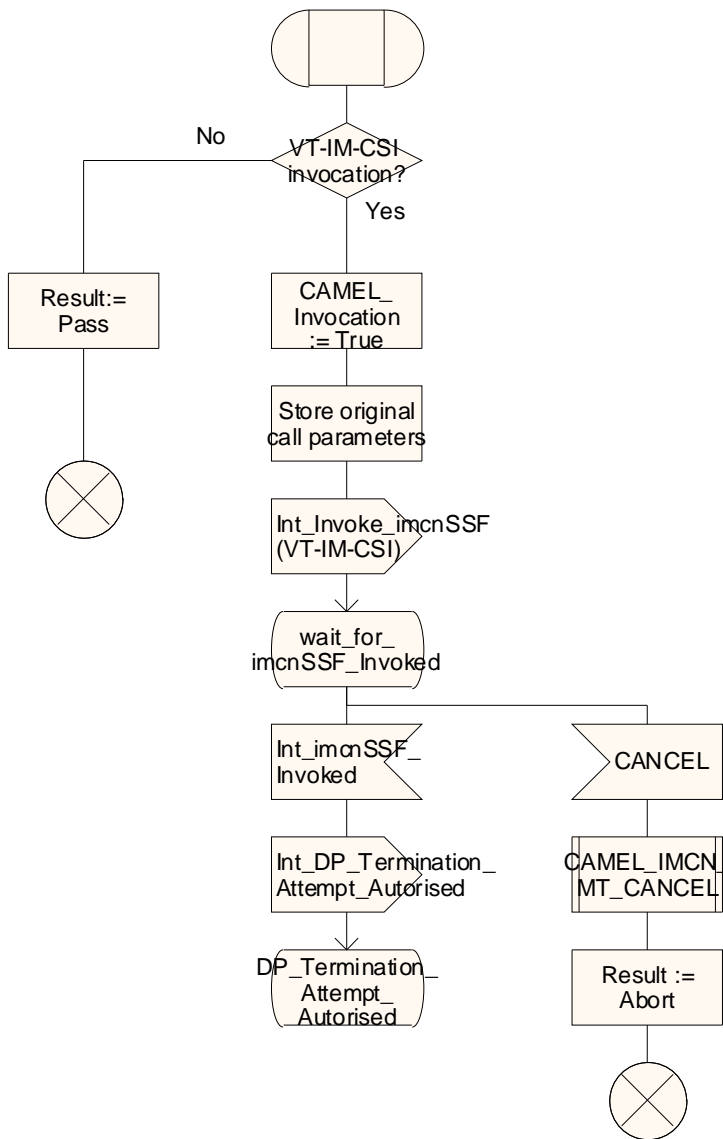 VT-IM-CSI
invocation?
No
Yes
Result:=
Pass
CAMEL_
Invocation
:= True
Store original
call parameters
Int_Invoke_imcnSSF
(VT-IM-CSI)
wait_for_
imcnSSF_Invoked
Int_imcnSSF_
Invoked
CANCEL
Int_DP_Termination_
Attempt_Autorised
CAMEL_IMCN_
MT_CANCEL
DP_Termination_
Attempt_
Autorised
Result :=
Abort